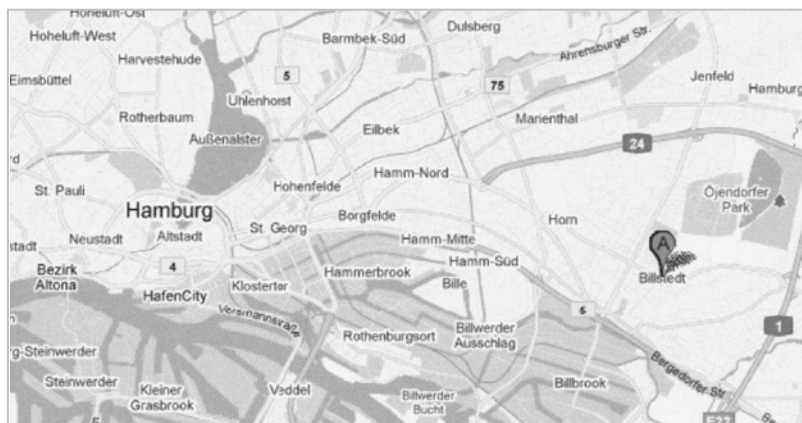 Hoheluft-Ost
Hoheluft-West
Harvestehude
Eimsbüttel
Rotherbaum
Uhlenhorst
Außenalster
5
Barmbek-Süd
Dulsberg
Ahrensburger Str.
75
Eilbek
Marienthal
Jenfeld
Hamburg
24
St. Pauli
Hohenfelde
Hamm-Nord
Öjendorfer
Park
Hamburg
Neustadt
Altstadt
St. Georg
Borgfelde
Horn
Hamm-Mitte
A
Bezirk
Altona
4
HafenCity
Klostertor
Hammerbrook
Hamm-Süd
Bille
Billstedt
Versmannstraße
Rothenburgsort
Billwerder
Ausschlag
5
1
Bergedorfer Str.
g-Steinwerder
Steinwerder
Kleiner
Grasbrook
Veddel
Billwerder
Bucht
Billbrook
E22